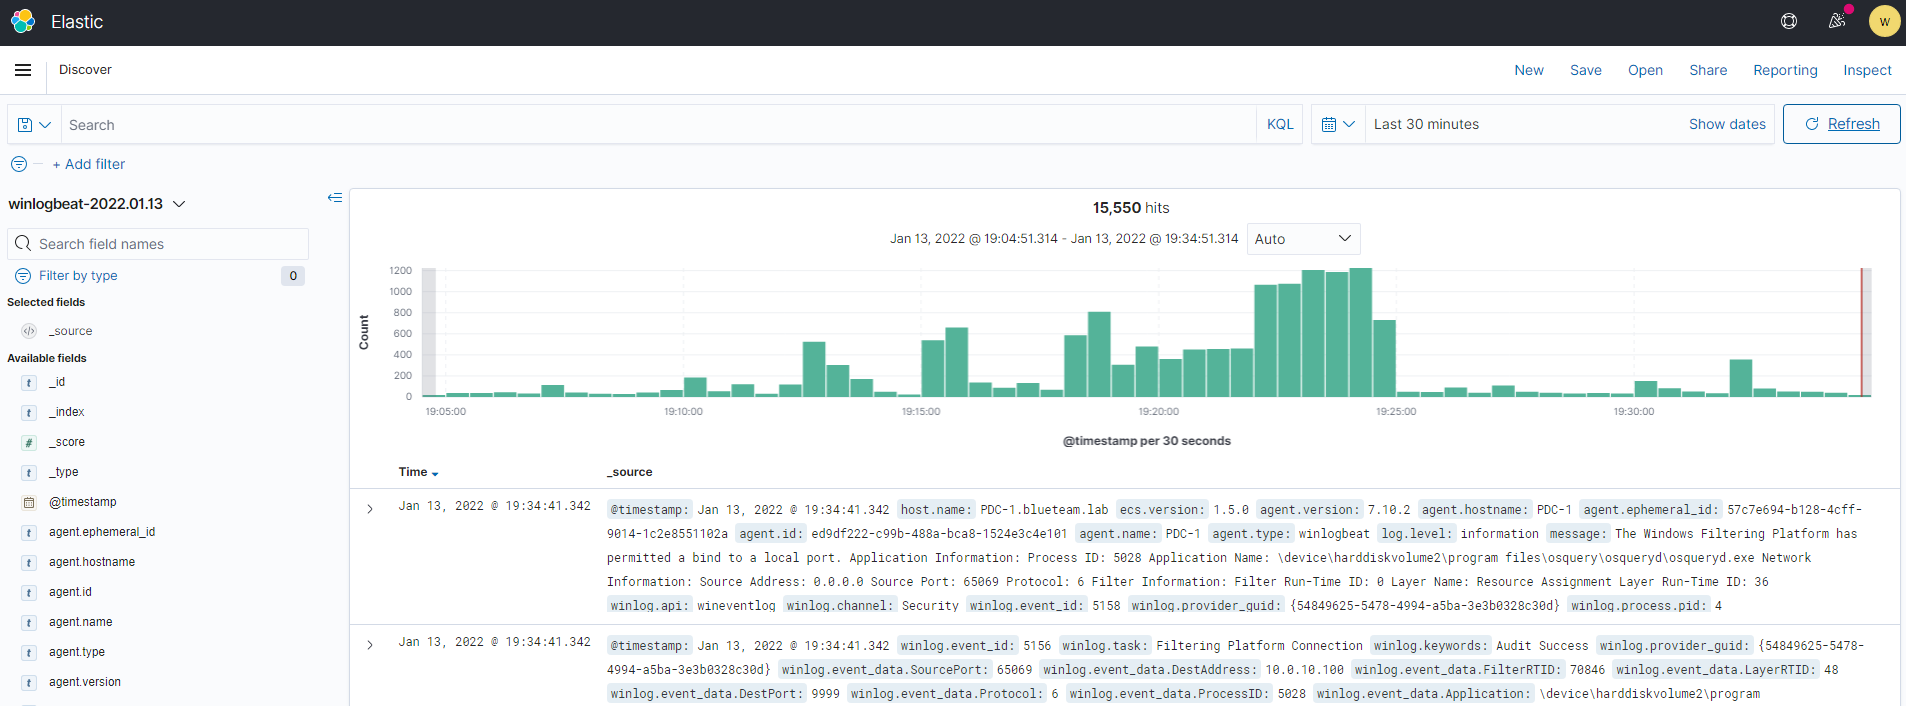 Elastic
W
Discover
New Save Open Share Reporting Inspect
Search KQL Last 30 minutes Show dates Refresh
+ Add filter
winlogbeat-2022.01.13
Search field names
Filter by type 0
Selected fields
_source
Available fields
t _id
t _index
# _score
t _type
@timestamp
t agent.ephemeral_id
t agent.hostname
t agent.id
t agent.name
t agent.type
t agent.version
15,550 hits
Jan 13, 2022 @ 19:04:51.314 - Jan 13, 2022 @ 19:34:51.314 Auto
Count
1200
1000
800
600
400
200
0
19:05:00 19:10:00 19:15:00 19:20:00 19:25:00 19:30:00
@timestamp per 30 seconds
Time _source
Jan 13, 2022 @ 19:34:41.342
@timestamp: Jan 13, 2022 @ 19:34:41.342 host.name: PDC-1.blueteam.lab ecs.version: 1.5.0 agent.version: 7.10.2 agent.hostname: PDC-1 agent.ephemeral_id: 57c7e694-b128-4cff-
9014-1c2e8551102a agent.id: ed9df222-c99b-488a-bca8-1524e3c4e101 agent.name: PDC-1 agent.type: winlogbeat log.level: information message: The Windows Filtering Platform has
permitted a bind to a local port. Application Information: Process ID: 5028 Application Name: \device\harddiskvolume2\program files\osquery\osqueryd\osqueryd.exe Network
Information: Source Address: 0.0.0.0 Source Port: 65069 Protocol: 6 Filter Information: Filter Run-Time ID: 0 Layer Name: Resource Assignment Layer Run-Time ID: 36
winlog.api: wineventlog winlog.channel: Security winlog.event_id: 5158 winlog.provider_guid: {54849625-5478-4994-a5ba-3e3b0328c30d} winlog.process.pid: 4
Jan 13, 2022 @ 19:34:41.342
@timestamp: Jan 13, 2022 @ 19:34:41.342 winlog.event_id: 5156 winlog.task: Filtering Platform Connection winlog.keywords: Audit Success winlog.provider_guid: {54849625-5478-
4994-a5ba-3e3b0328c30d} winlog.event_data.SourcePort: 65069 winlog.event_data.DestAddress: 10.0.10.100 winlog.event_data.FilterRTID: 70846 winlog.event_data.LayerRTID: 48
winlog.event_data.DestPort: 9999 winlog.event_data.Protocol: 6 winlog.event_data.ProcessID: 5028 winlog.event_data.Application: \device\harddiskvolume2\program